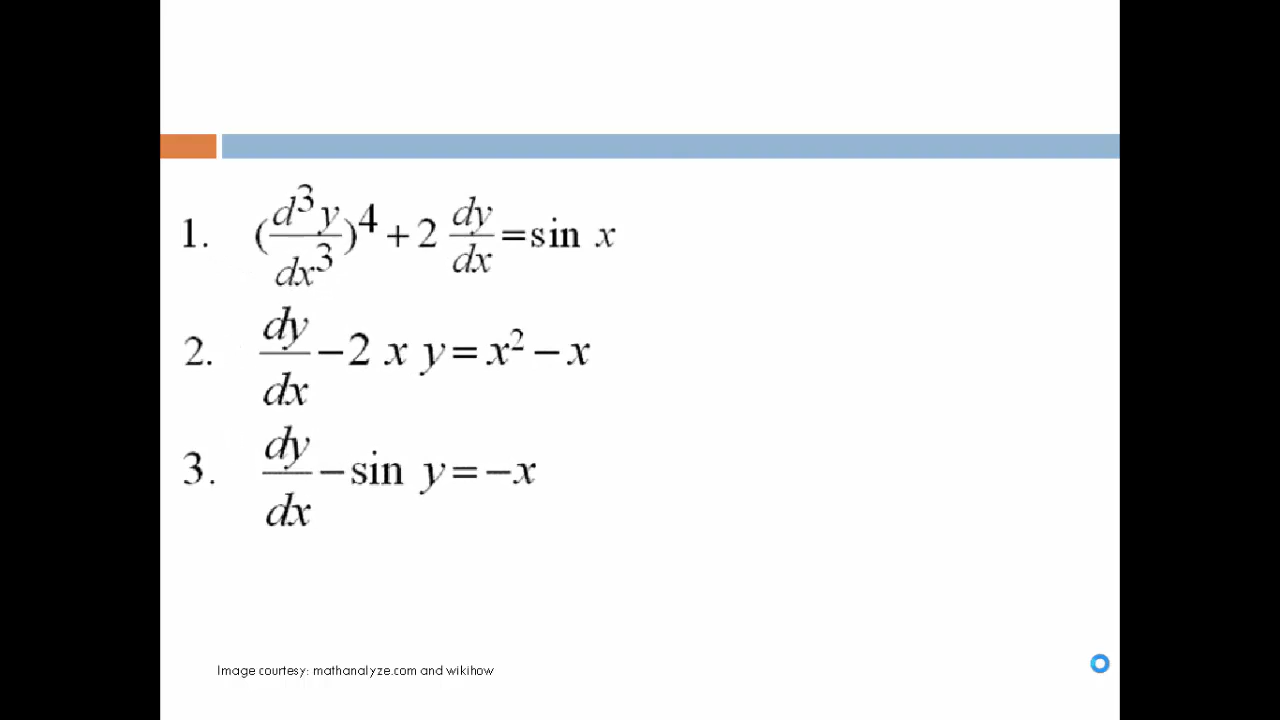 1. (d³y/dx³)⁴ + 2 dy/dx = sin x
2. dy/dx − 2 x y = x² − x
3. dy/dx − sin y = −x
Image courtesy: mathanalyze.com and wikihow